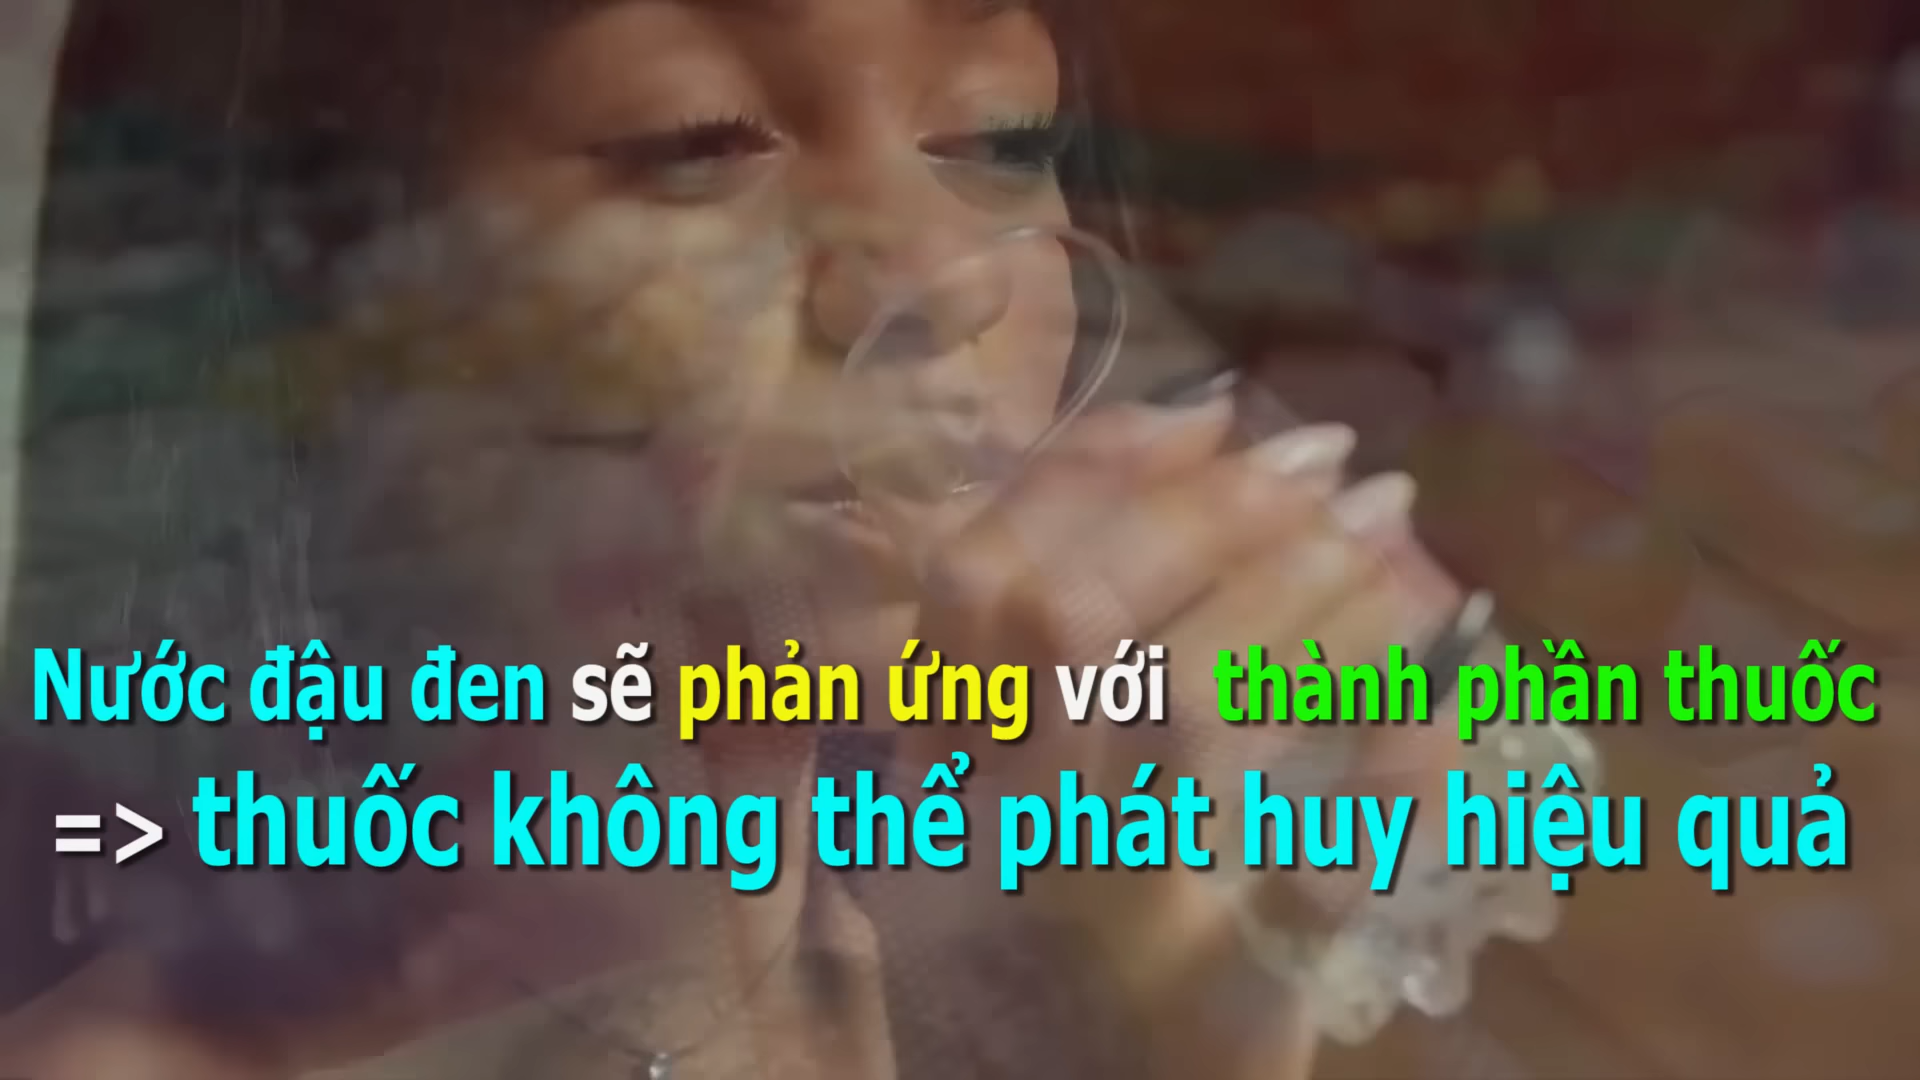 Nước đậu đen sẽ phản ứng với thành phần thuốc
=> thuốc không thể phát huy hiệu quả